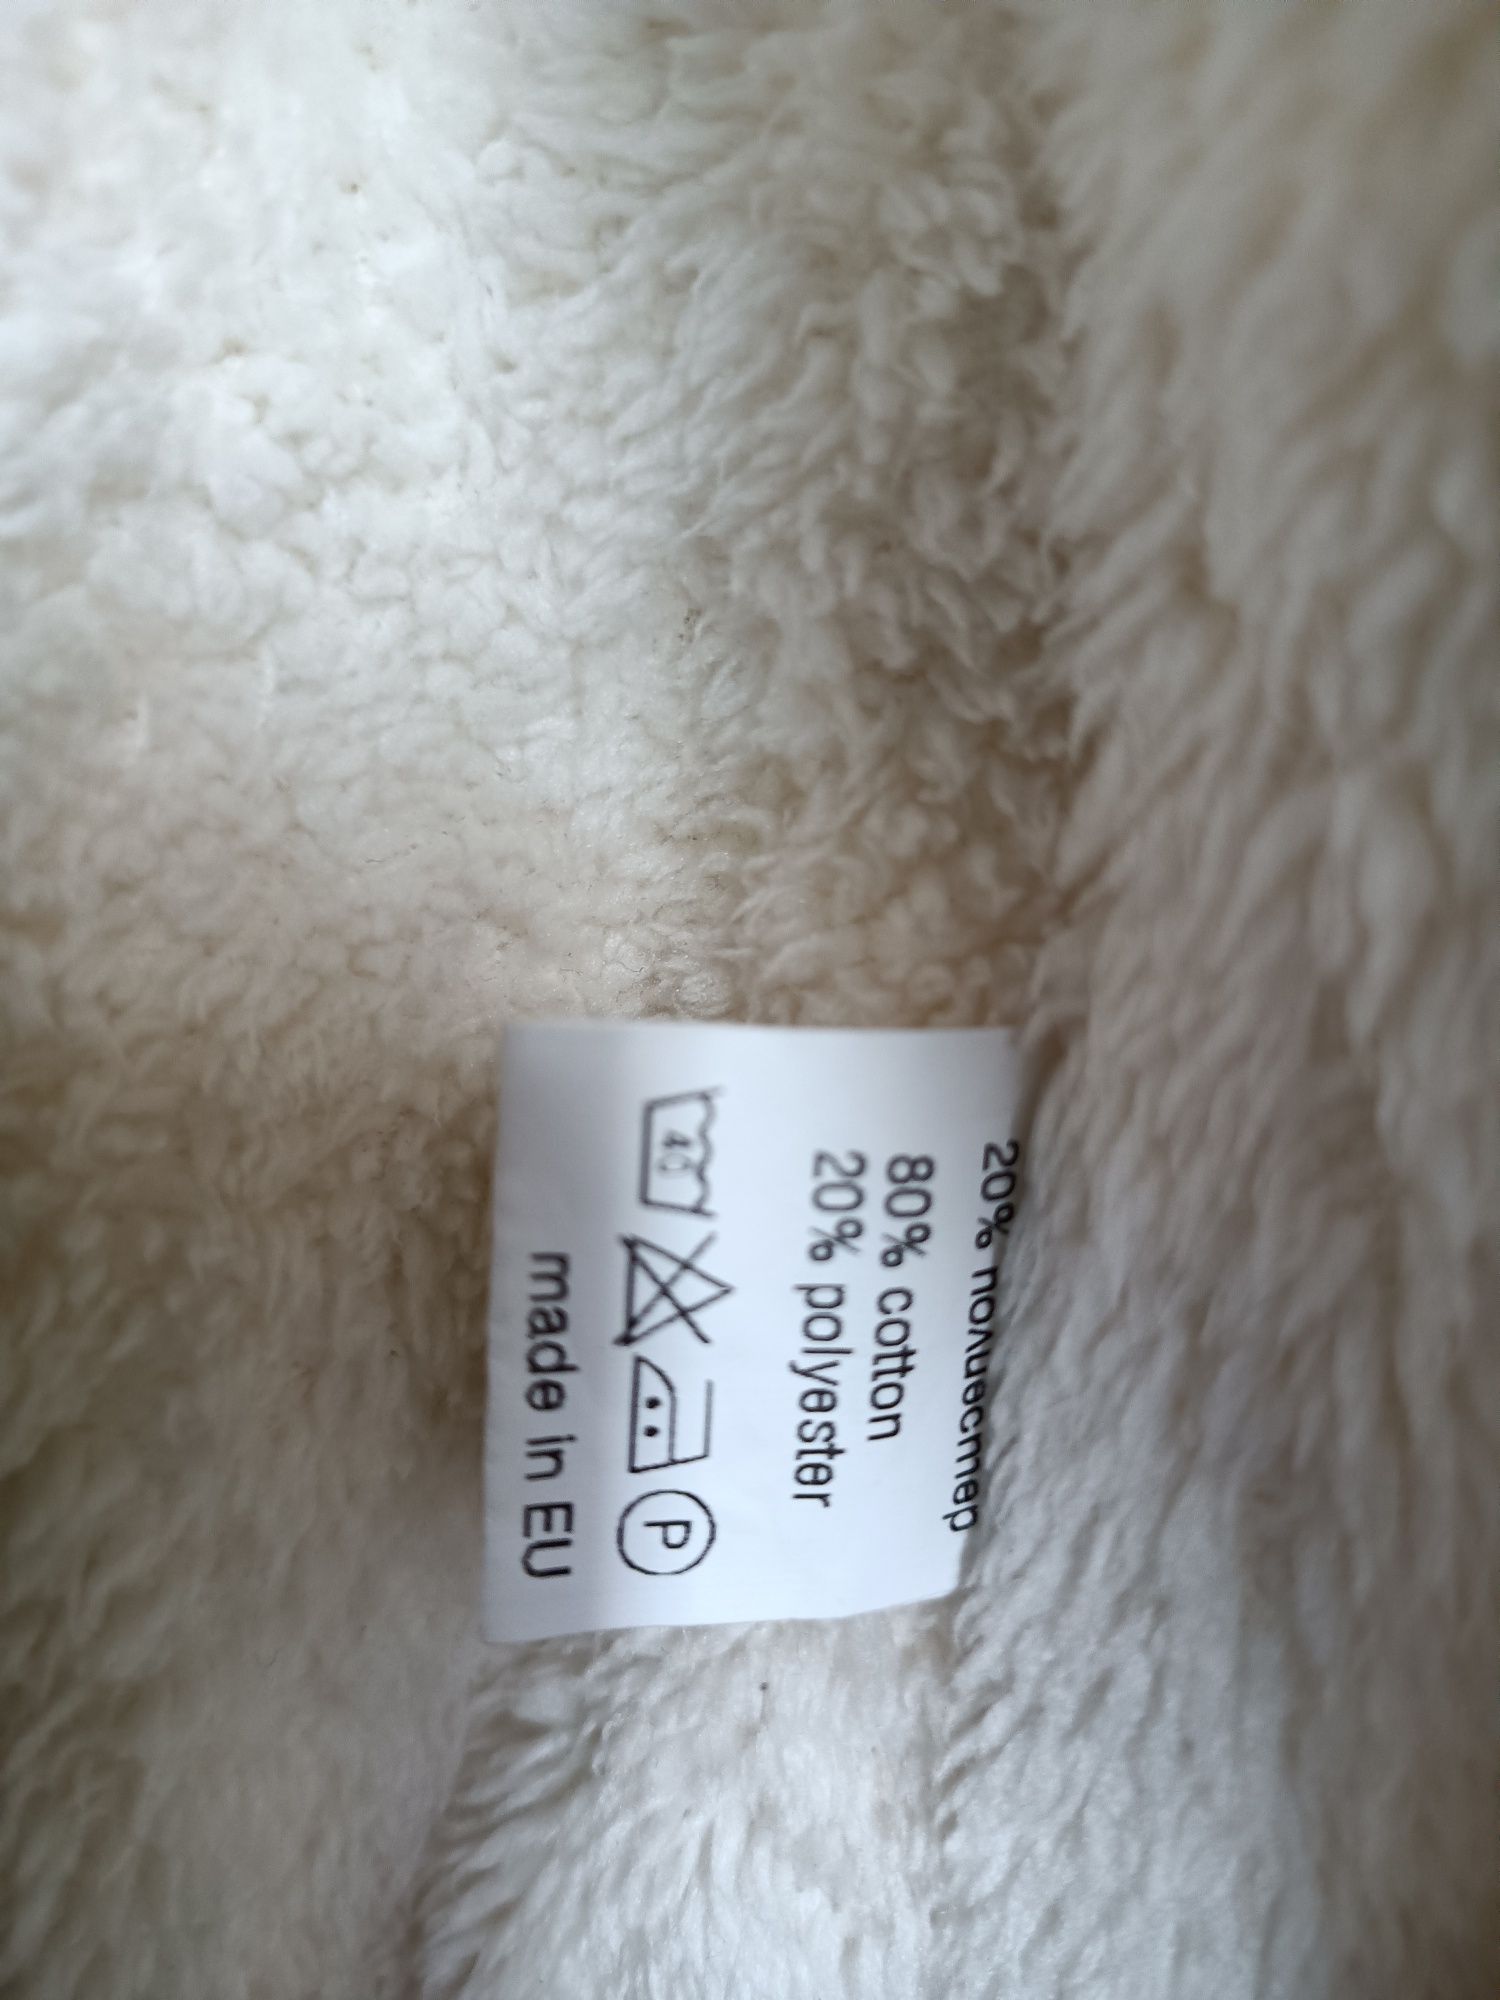 20% полиестер
80% cotton
20% polyester
40
P
made in EU